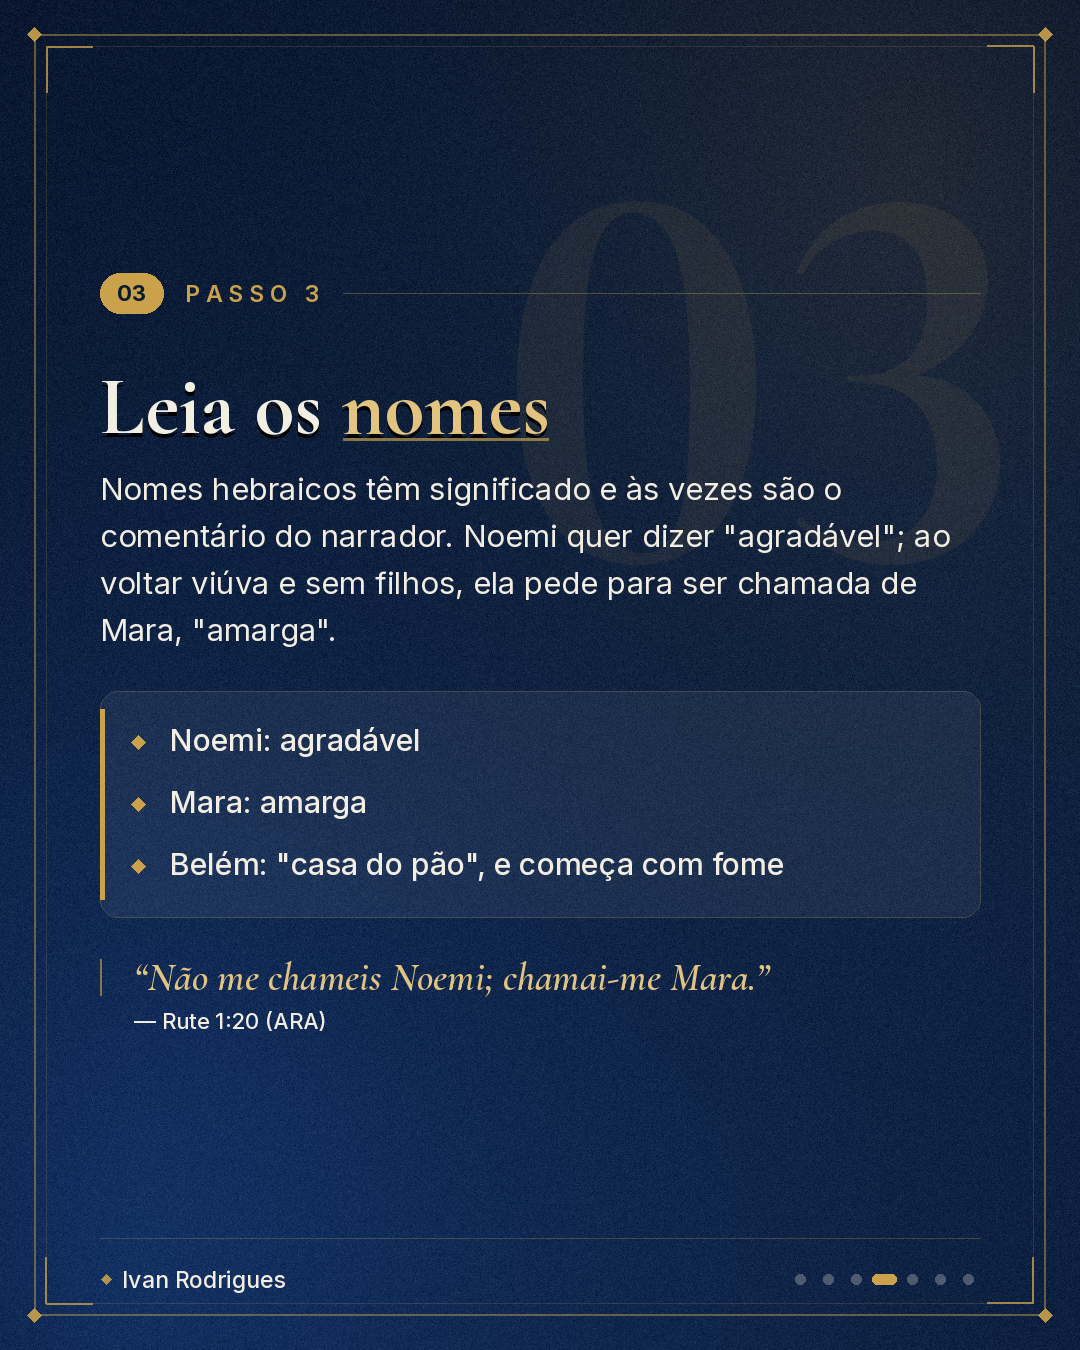 03 PASSO 3
03
Leia os nomes
Nomes hebraicos têm significado e às vezes são o
comentário do narrador. Noemi quer dizer "agradável"; ao
voltar viúva e sem filhos, ela pede para ser chamada de
Mara, "amarga".
Noemi: agradável
Mara: amarga
Belém: "casa do pão", e começa com fome
“Não me chameis Noemi; chamai-me Mara.”
— Rute 1:20 (ARA)
Ivan Rodrigues